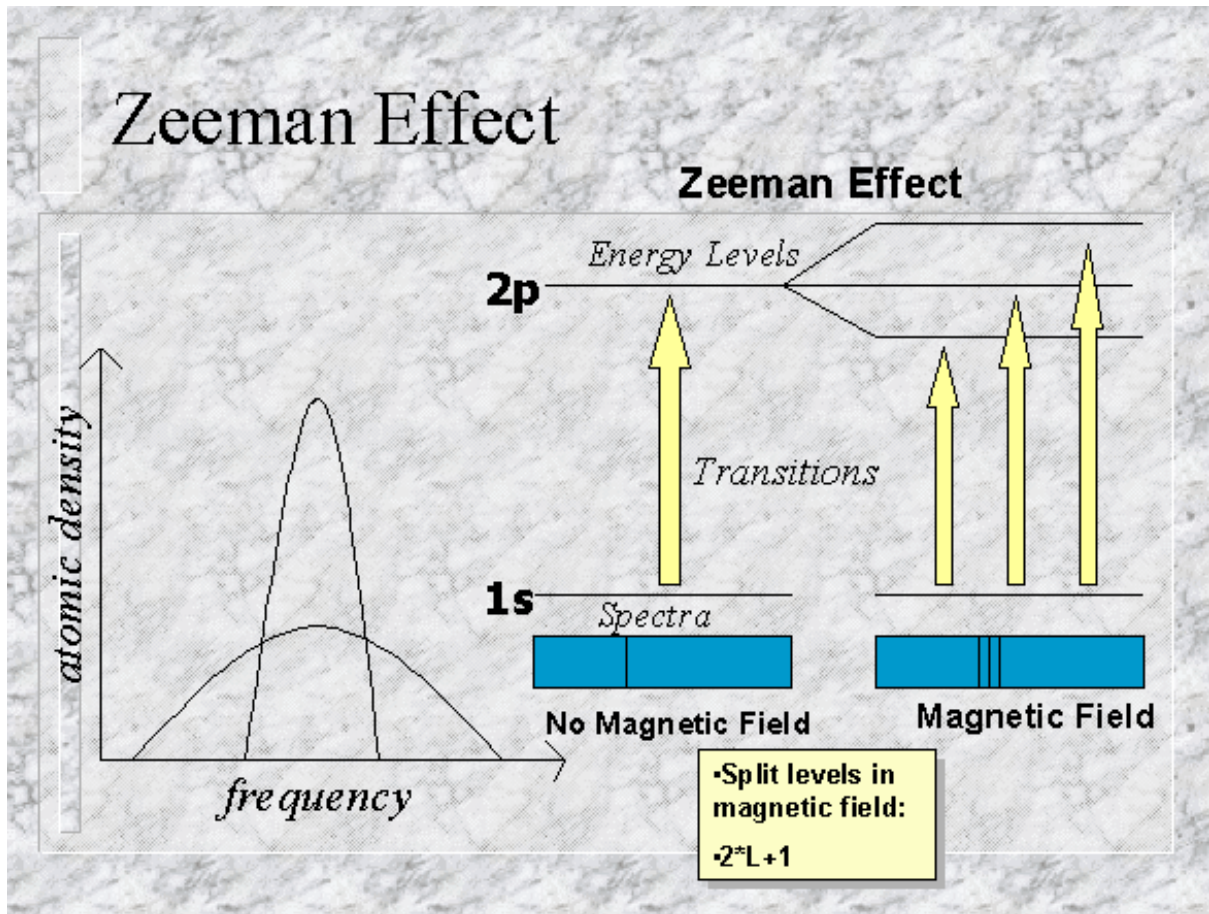 Zeeman Effect
Zeeman Effect
Energy Levels
2p
atomic density
Transitions
1s
Spectra
No Magnetic Field
Magnetic Field
frequency
•Split levels in
magnetic field:
•2*L+1